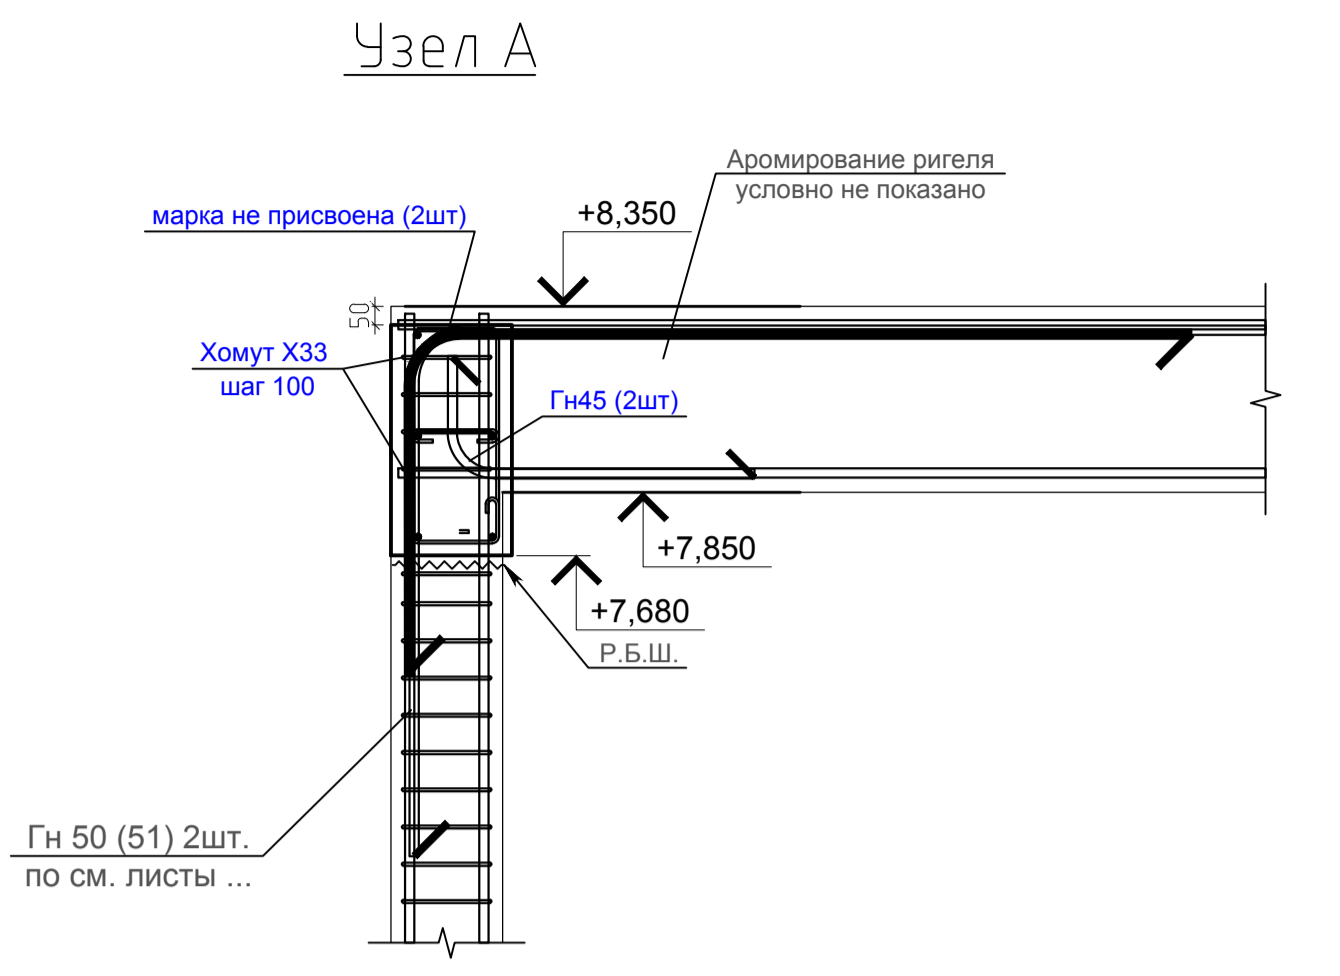 Узел А
Аромирование ригеля
условно не показано
марка не присвоена (2шт)
+8,350
50
Хомут Х33
шаг 100
Гн45 (2шт)
+7,850
+7,680
Р.Б.Ш.
Гн 50 (51) 2шт.
по см. листы ...